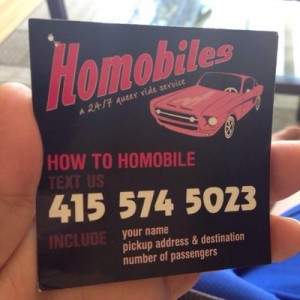 Homobiles
a 24/7 queer ride service
HOW TO HOMOBILE
TEXT US
415 574 5023
INCLUDE your name
pickup address & destination
number of passengers